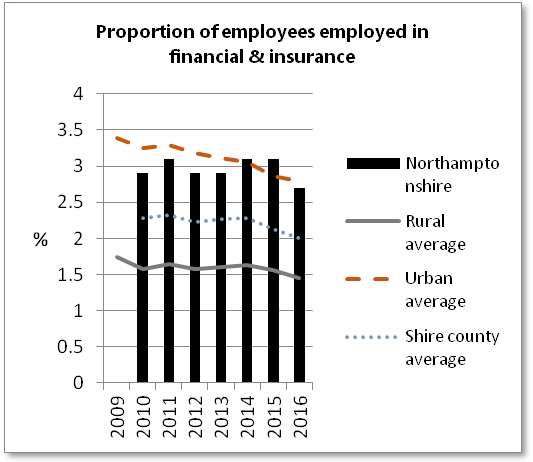 Proportion of employees employed in
financial & insurance
4
3.5
3
2.5
2
1.5
1
0.5
0
%
2009
2010
2011
2012
2013
2014
2015
2016
Northampto
nshire
Rural
average
Urban
average
Shire county
average